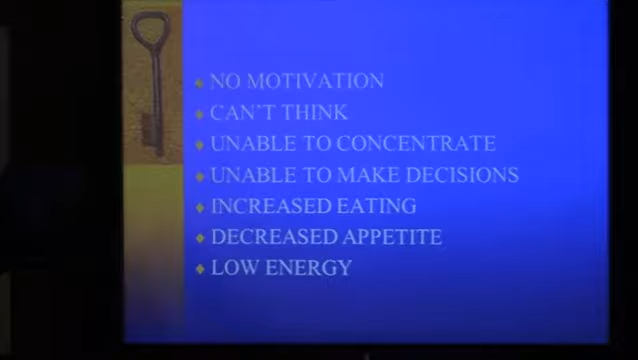 NO MOTIVATION
CAN'T THINK
UNABLE TO CONCENTRATE
UNABLE TO MAKE DECISIONS
INCREASED EATING
DECREASED APPETITE
LOW ENERGY